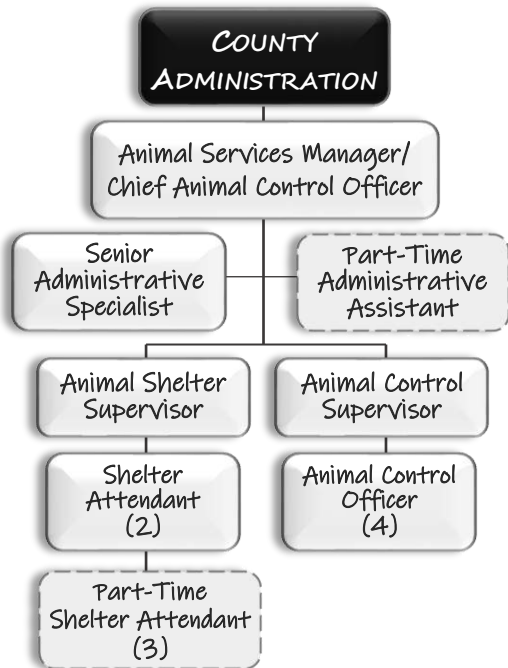 COUNTY
ADMINISTRATION
Animal Services Manager/
Chief Animal Control Officer
Senior
Administrative
Specialist
Part-Time
Administrative
Assistant
Animal Shelter
Supervisor
Animal Control
Supervisor
Shelter
Attendant
(2)
Animal Control
Officer
(4)
Part-Time
Shelter Attendant
(3)